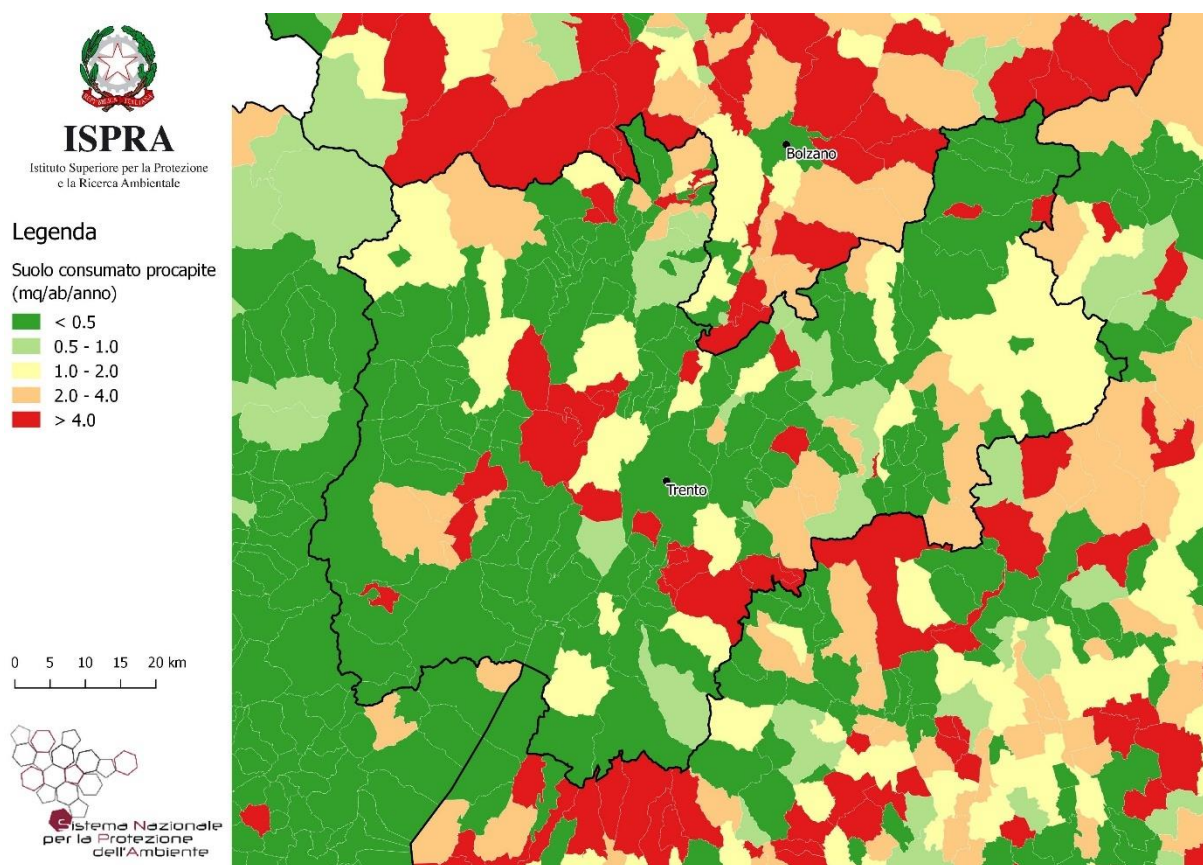 REPVBBLICA ITALIANA
ISPRA
Istituto Superiore per la Protezione
e la Ricerca Ambientale
Legenda
Suolo consumato procapite
(mq/ab/anno)
< 0.5
0.5 - 1.0
1.0 - 2.0
2.0 - 4.0
> 4.0
0 5 10 15 20 km
Sistema Nazionale
per la Protezione
dell'Ambiente
Bolzano
Trento